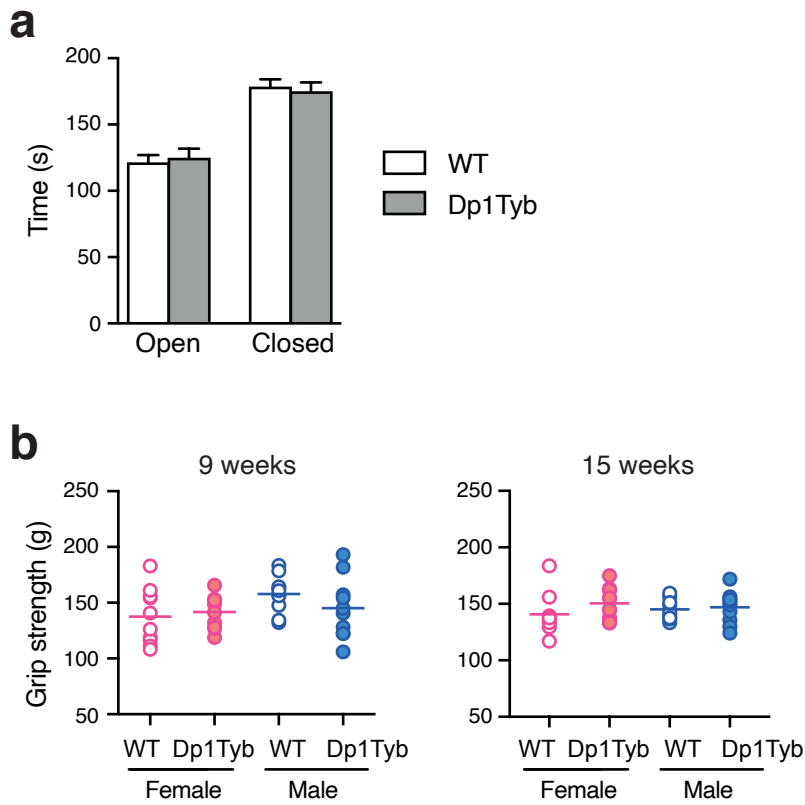 a
200
150
100
50
0
Time (s)
Open Closed
WT
Dp1Tyb
b
9 weeks
250
200
150
100
50
Grip strength (g)
WT Dp1Tyb WT Dp1Tyb
Female Male
15 weeks
250
200
150
100
50
WT Dp1Tyb WT Dp1Tyb
Female Male